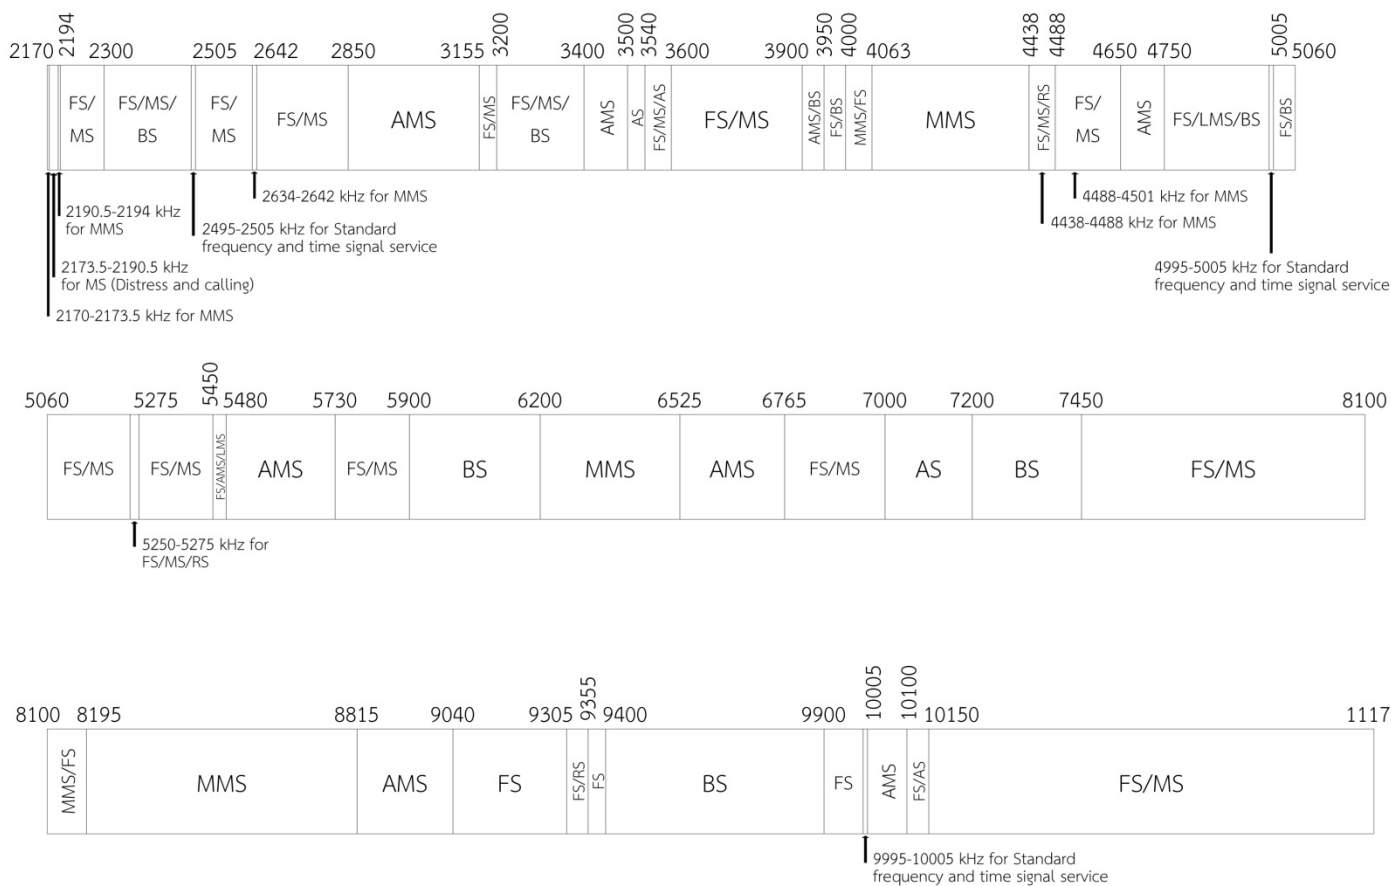 2170 2194 2300 2505 2642 2850 3155 3200 3400 3500 3540 3600 3900 3950 4000 4063 4438 4488 4650 4750 5005 5060
FS/
MS
FS/MS/
BS
FS/
MS
FS/MS
AMS
FS/MS
FS/MS/
BS
AMS
AS
FS/MS/AS
FS/MS
AMS/BS
FS/BS
MMS/FS
MMS
FS/MS/RS
FS/
MS
AMS
FS/LMS/BS
FS/BS
2634-2642 kHz for MMS
4488-4501 kHz for MMS
2190.5-2194 kHz
for MMS
2495-2505 kHz for Standard
frequency and time signal service
4438-4488 kHz for MMS
2173.5-2190.5 kHz
for MS (Distress and calling)
4995-5005 kHz for Standard
frequency and time signal service
2170-2173.5 kHz for MMS
5060 5275 5450 5480 5730 5900 6200 6525 6765 7000 7200 7450 8100
FS/MS
FS/MS
FS/AMS/LMS
AMS
FS/MS
BS
MMS
AMS
FS/MS
AS
BS
FS/MS
5250-5275 kHz for
FS/MS/RS
8100 8195 8815 9040 9305 9355 9400 9900 10005 10100 10150 1117
MMS/FS
MMS
AMS
FS
FS/RS
FS
BS
FS
AMS
FS/AS
FS/MS
9995-10005 kHz for Standard
frequency and time signal service